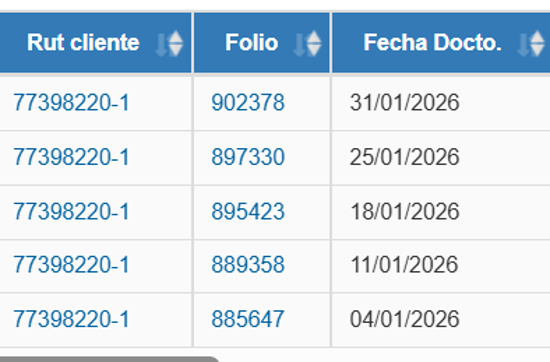 Rut cliente Folio Fecha Docto.
77398220-1 902378 31/01/2026
77398220-1 897330 25/01/2026
77398220-1 895423 18/01/2026
77398220-1 889358 11/01/2026
77398220-1 885647 04/01/2026